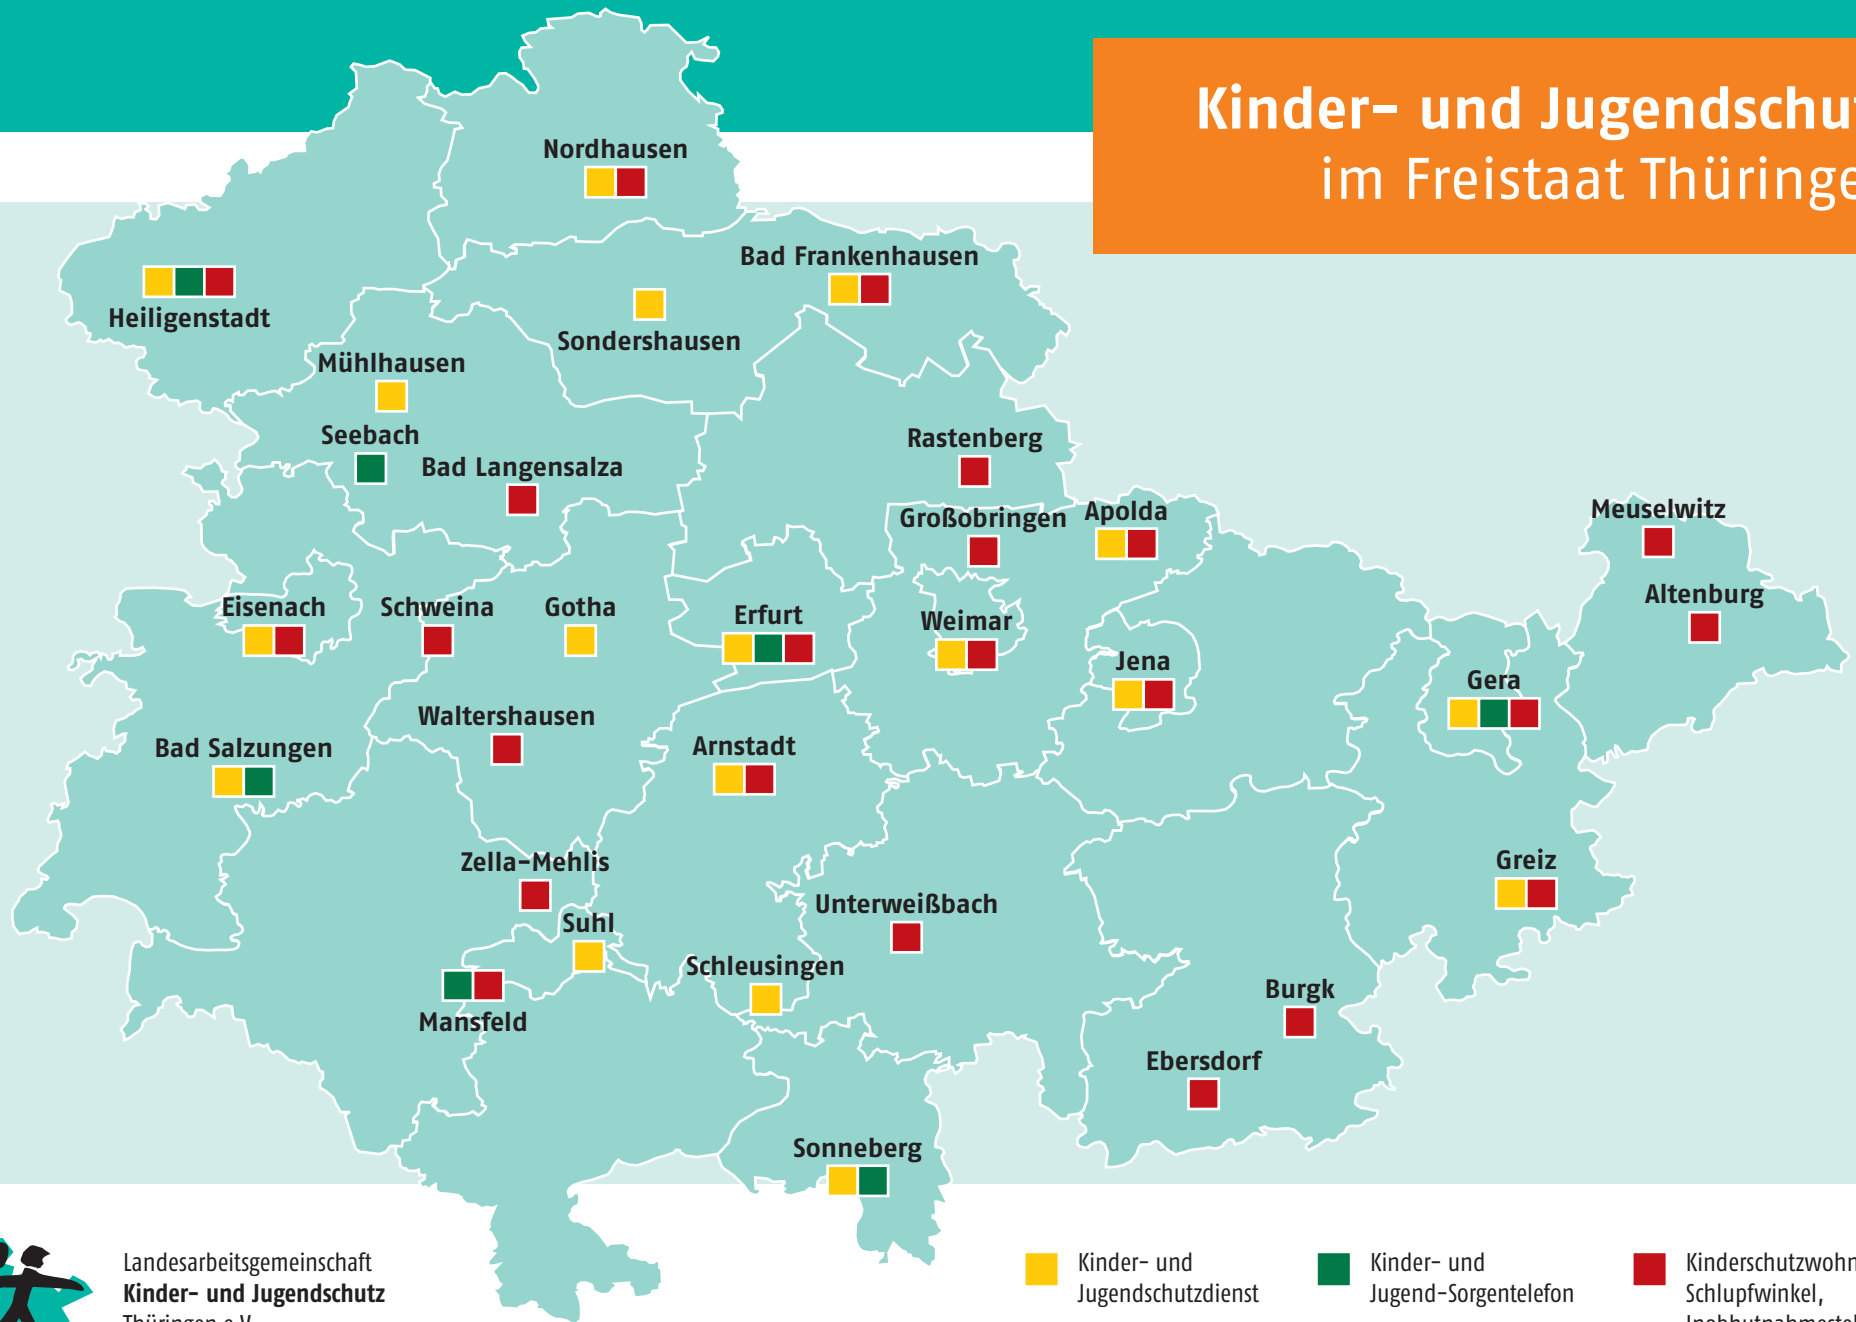 Kinder- und Jugendschut
im Freistaat Thüringe
Nordhausen
Bad Frankenhausen
Heiligenstadt
Sondershausen
Mühlhausen
Seebach
Bad Langensalza
Rastenberg
Großobringen
Apolda
Meuselwitz
Altenburg
Eisenach
Schweina
Gotha
Erfurt
Weimar
Jena
Gera
Waltershausen
Bad Salzungen
Arnstadt
Zella-Mehlis
Suhl
Unterweißbach
Greiz
Schleusingen
Mansfeld
Burgk
Ebersdorf
Sonneberg
Landesarbeitsgemeinschaft
Kinder- und Jugendschutz
Thüringen e.V.
Kinder- und
Jugendschutzdienst
Kinder- und
Jugend-Sorgentelefon
Kinderschutzwohn
Schlupfwinkel,
Inobhutnahmestel